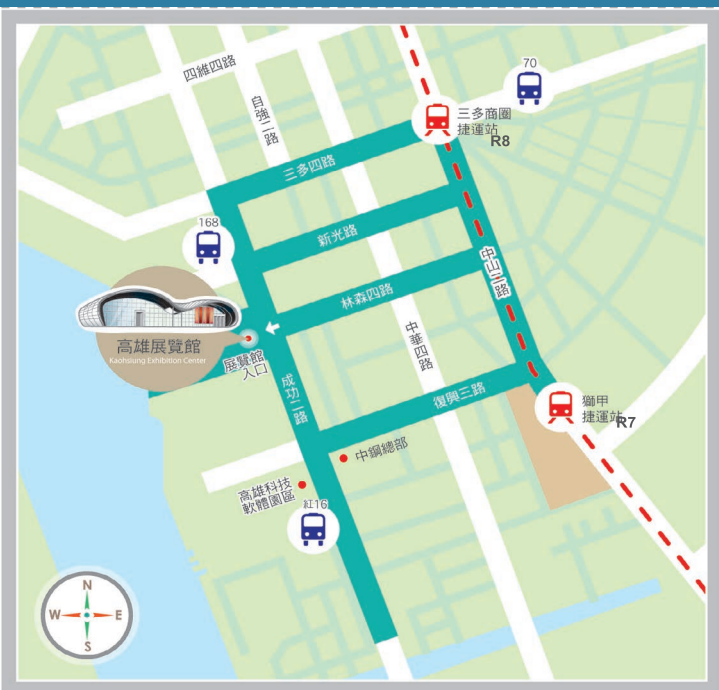 70
四維四路
自強二路
三多商圈
捷運站
R8
三多四路
168
新光路
中山三路
林森四路
高雄展覽館
Kaohsiung Exhibition Center
展覽館
入口
中華四路
成功二路
復興三路
獅甲
捷運站
R7
中鋼總部
高雄科技
軟體園區
紅16
N
W
E
S